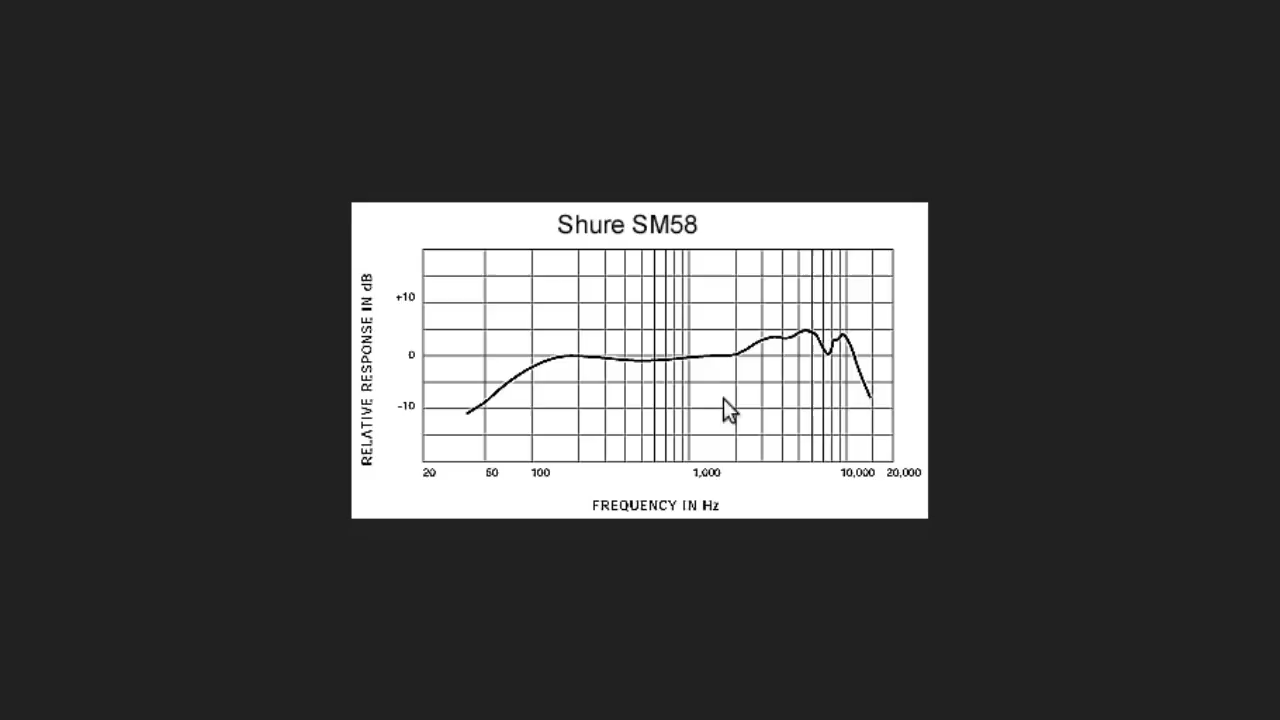 Shure SM58
RELATIVE RESPONSE IN dB
+10
0
-10
20 50 100 1,000 10,000 20,000
FREQUENCY IN Hz